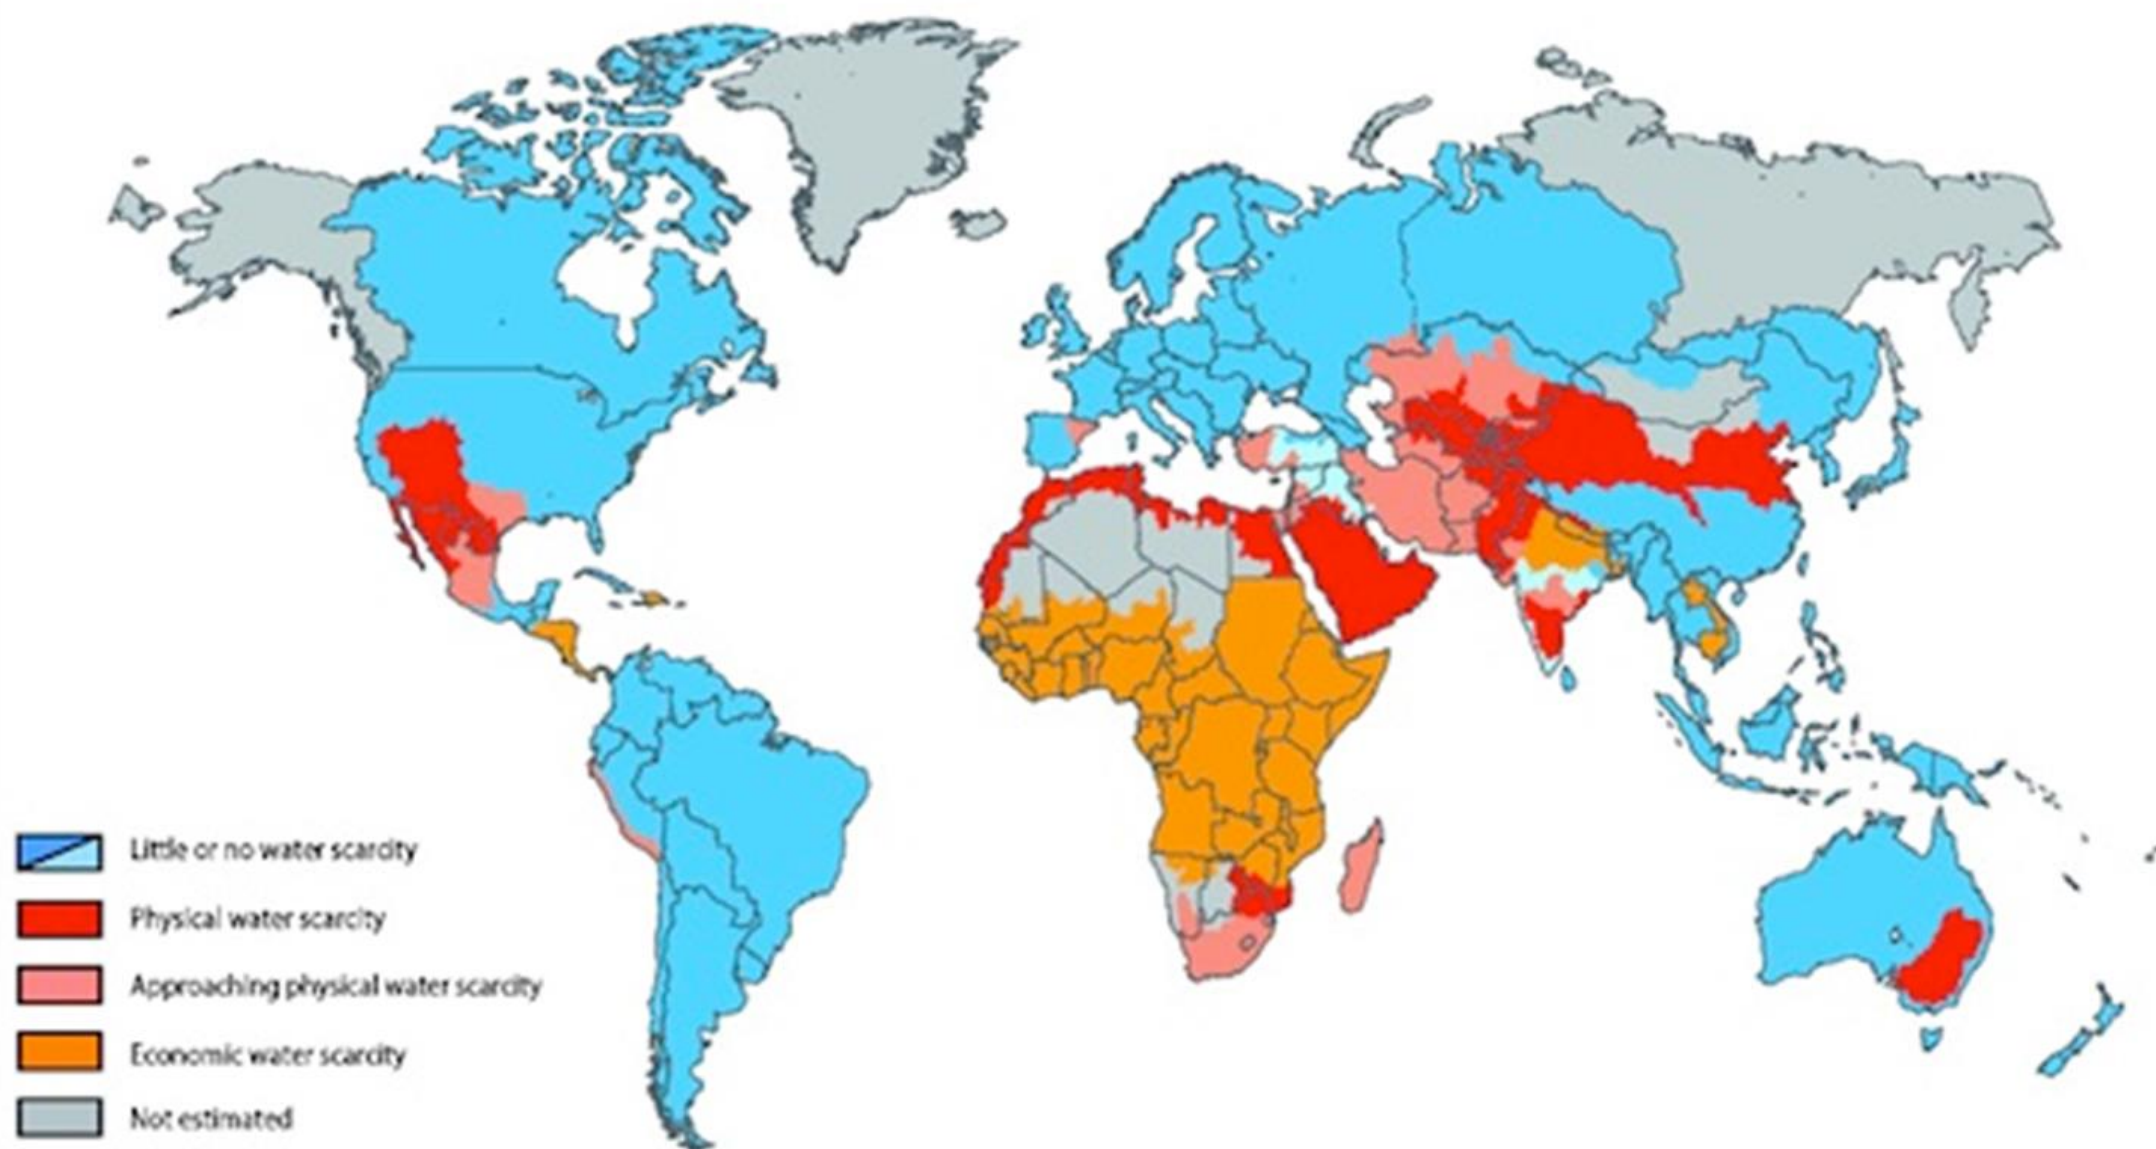 Little or no water scarcity
Physical water scarcity
Approaching physical water scarcity
Economic water scarcity
Not estimated